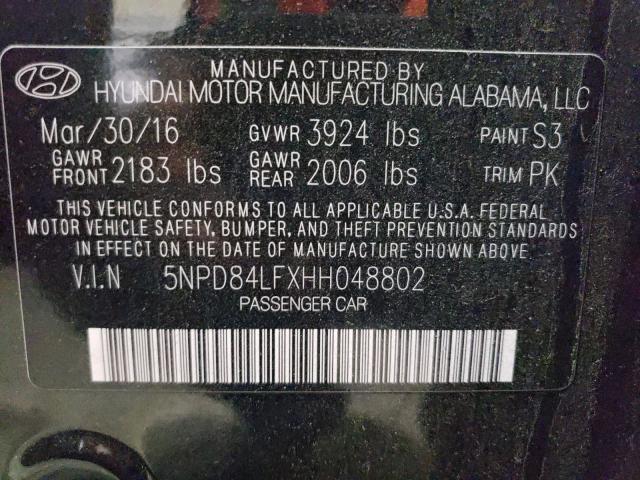 MANUFACTURED BY
HYUNDAI MOTOR MANUFACTURING ALABAMA, LLC
Mar/30/16 GVWR 3924 lbs PAINT S3
GAWR FRONT 2183 lbs GAWR REAR 2006 lbs TRIM PK
THIS VEHICLE CONFORMS TO ALL APPLICABLE U.S.A. FEDERAL
MOTOR VEHICLE SAFETY, BUMPER, AND THEFT PREVENTION STANDARDS
IN EFFECT ON THE DATE OF MANUFACTURE SHOWN ABOVE.
V.I.N 5NPD84LFXHH048802
PASSENGER CAR